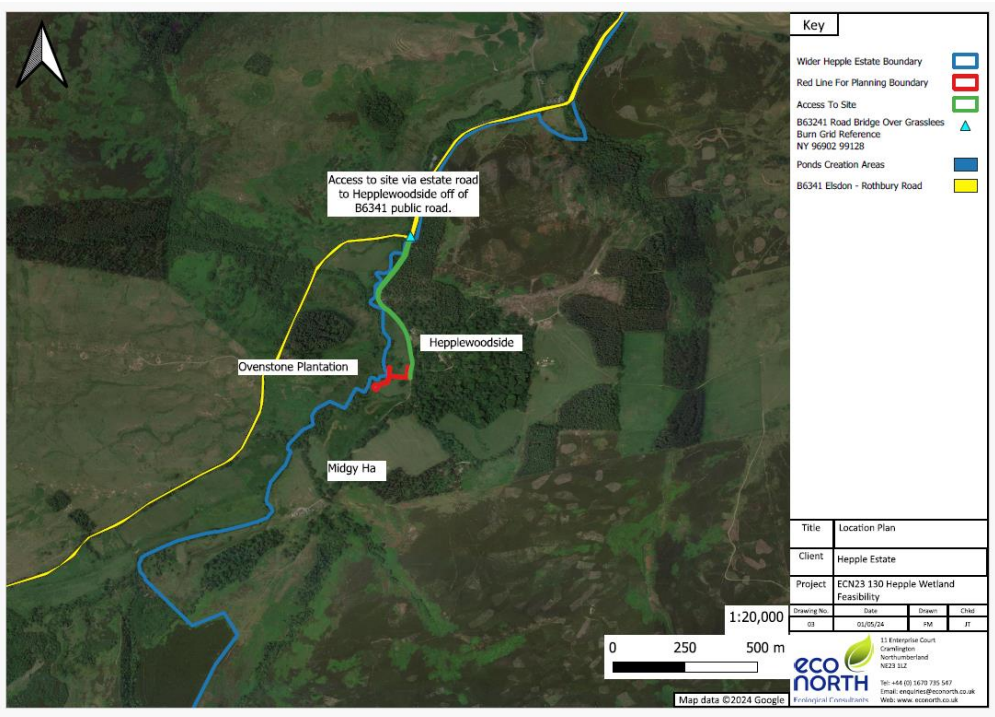 Key
Wider Hepple Estate Boundary
Red Line For Planning Boundary
Access To Site
B63241 Road Bridge Over Grasslees
Burn Grid Reference
NY 96902 99128
Ponds Creation Areas
B6341 Elsdon - Rothbury Road
Access to site via estate road
to Hepplewoodside off of
B6341 public road.
Hepplewoodside
Ovenstone Plantation
Midgy Ha
1:20,000
0 250 500 m
Map data ©2024 Google
Title Location Plan
Client Hepple Estate
Project ECN23 130 Hepple Wetland
Feasibility
Drawing No. Date Drawn Chkd
03 01/05/24 FM JT
eco
NORTH
Ecological Consultants
11 Enterprise Court
Cramlington
Northumberland
NE23 1LZ
Tel: +44 (0) 1670 735 547
Email: enquiries@econorth.co.uk
Web: www. econorth.co.uk